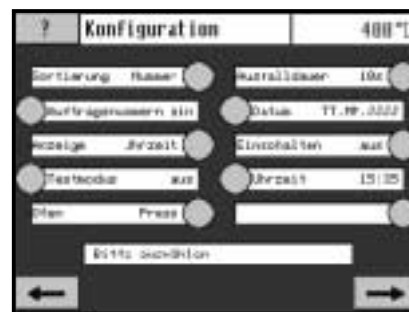 ? Konfiguration 400 °C
Sortierung Nummer
Ausfalldauer 10s
Auftragsnummern ein
Datum TT.MM.JJJJ
Anzeige Uhrzeit
Einschalten aus
Testmodus aus
Uhrzeit 15:35
Ofen Press
Bitte auswählen